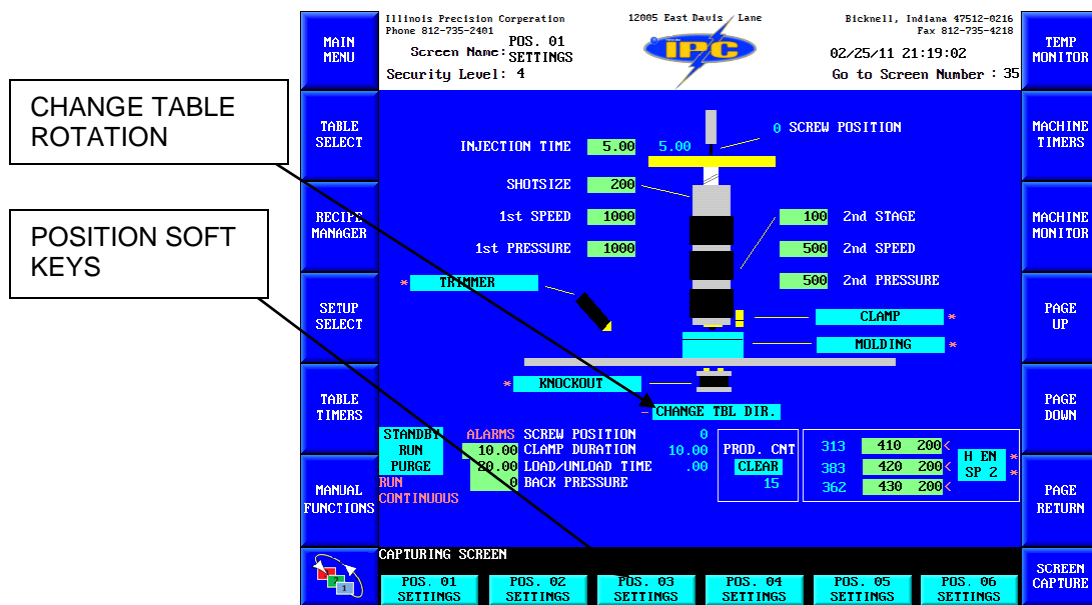 CHANGE TABLE
ROTATION
POSITION SOFT
KEYS
Illinois Precision Corporation 12005 East Davis Lane Bicknell, Indiana 47512-0216
Phone 812-735-2401 Fax 812-735-4218
Screen Name: POS. 01
SETTINGS
IPC
02/25/11 21:19:02
Security Level: 4
Go to Screen Number : 35
MAIN
MENU
TABLE
SELECT
RECIPE
MANAGER
SETUP
SELECT
TABLE
TIMERS
MANUAL
FUNCTIONS
1
TEMP
MONITOR
MACHINE
TIMERS
MACHINE
MONITOR
PAGE
UP
PAGE
DOWN
PAGE
RETURN
SCREEN
CAPTURE
0 SCREW POSITION
INJECTION TIME 5.00 5.00
SHOTSIZE 200
1st SPEED 1000
1st PRESSURE 1000
100 2nd STAGE
500 2nd SPEED
500 2nd PRESSURE
* TRIMMER
CLAMP *
MOLDING *
* KNOCKOUT
- CHANGE TBL DIR.
STANDBY
RUN
PURGE
RUN
CONTINUOUS
ALARMS SCREW POSITION 0
10.00 CLAMP DURATION 10.00
20.00 LOAD/UNLOAD TIME .00
0 BACK PRESSURE
PROD. CNT
CLEAR
15
313 410 200<
383 420 200<
362 430 200<
H EN *
SP 2 *
CAPTURING SCREEN
POS. 01
SETTINGS
POS. 02
SETTINGS
POS. 03
SETTINGS
POS. 04
SETTINGS
POS. 05
SETTINGS
POS. 06
SETTINGS